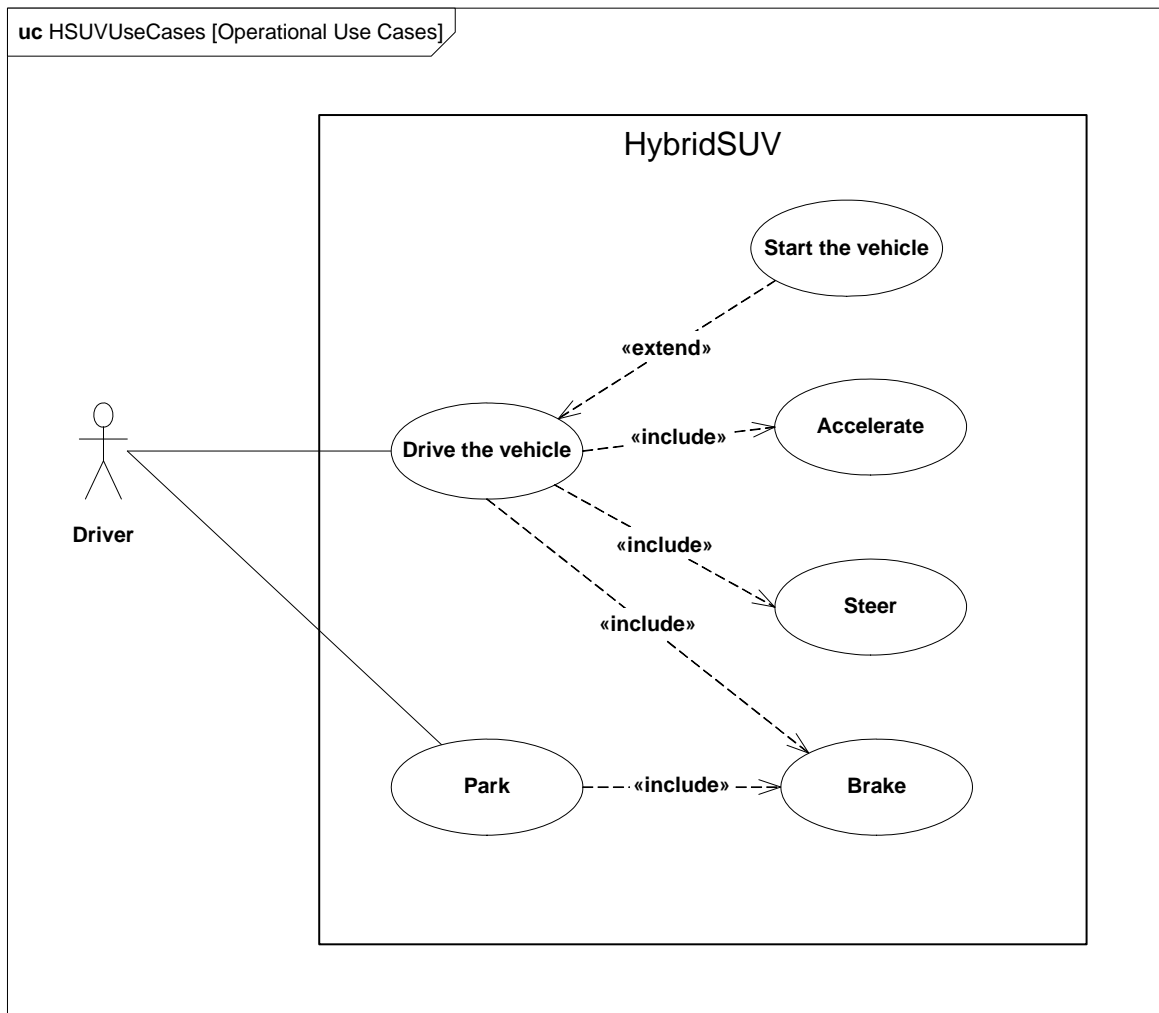 uc HSUVUseCases [Operational Use Cases]
HybridSUV
Start the vehicle
«extend»
Accelerate
«include»
Drive the vehicle
Driver
«include»
Steer
«include»
Park
«include»
Brake